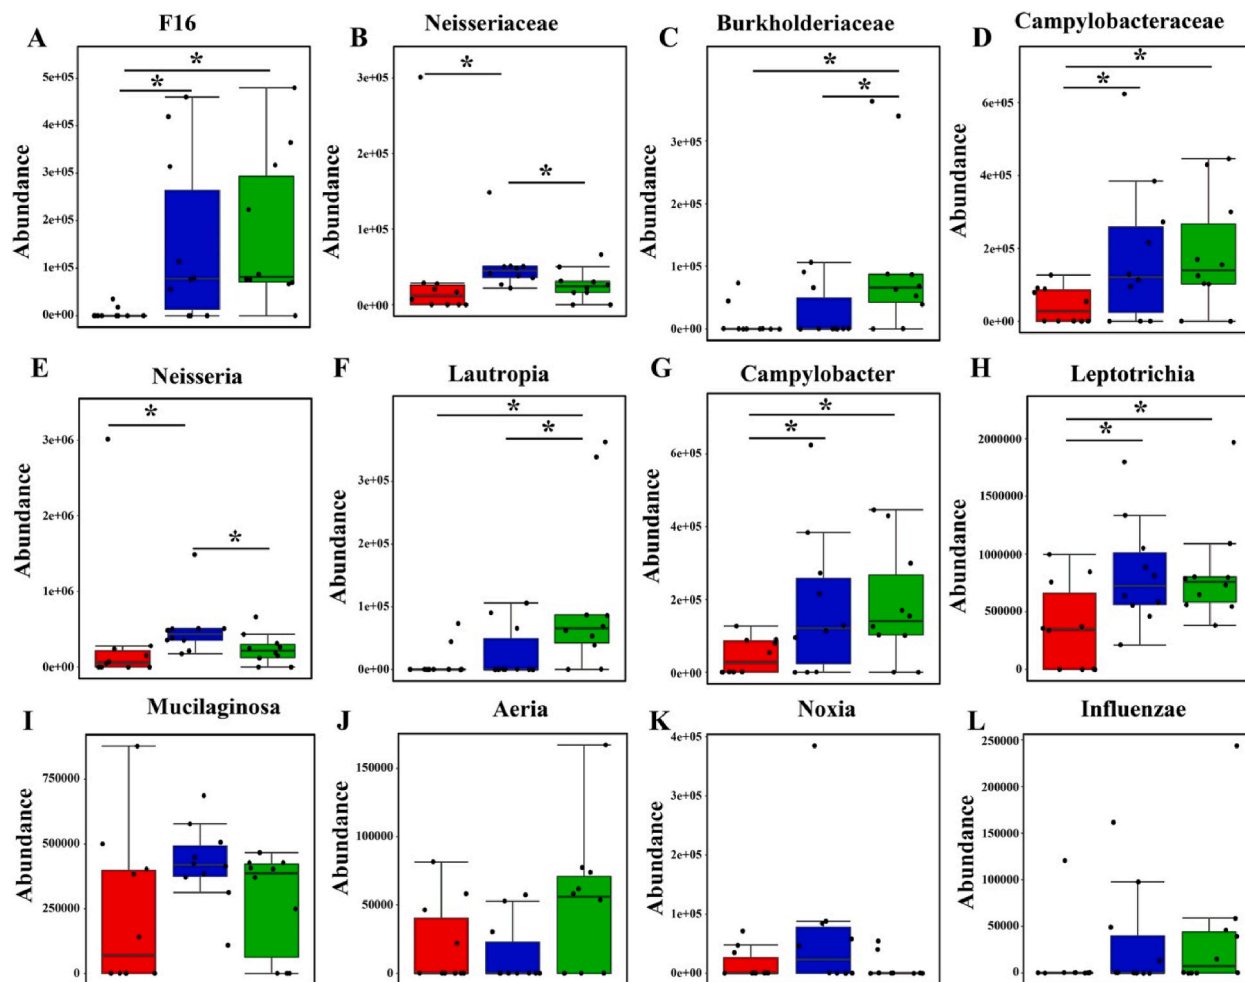 A F16
Abundance
5e+05
4e+05
3e+05
2e+05
1e+05
0e+00
* *
B Neisseriaceae
Abundance
3e+05
2e+05
1e+05
0e+00
* *
C Burkholderiaceae
Abundance
3e+05
2e+05
1e+05
0e+00
* *
D Campylobacteraceae
Abundance
6e+05
4e+05
2e+05
0e+00
* *
E Neisseria
Abundance
3e+06
2e+06
1e+06
0e+00
* *
F Lautropia
Abundance
3e+05
2e+05
1e+05
0e+00
* *
G Campylobacter
Abundance
6e+05
4e+05
2e+05
0e+00
* *
H Leptotrichia
Abundance
2000000
1500000
1000000
500000
0
* *
I Mucilaginosa
Abundance
750000
500000
250000
0
J Aeria
Abundance
150000
100000
50000
0
K Noxia
Abundance
4e+05
3e+05
2e+05
1e+05
0e+00
L Influenzae
Abundance
250000
200000
150000
100000
50000
0